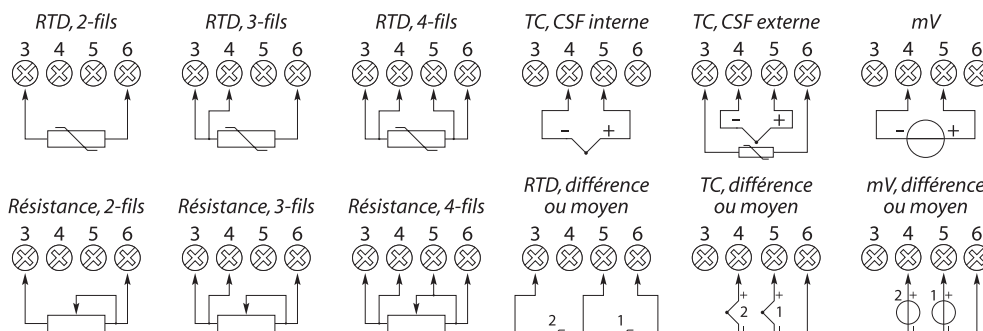 RTD, 2-fils
RTD, 3-fils
RTD, 4-fils
TC, CSF interne
TC, CSF externe
mV
3 4 5 6
3 4 5 6
3 4 5 6
3 4 5 6
3 4 5 6
3 4 5 6
- +
- +
- +
Résistance, 2-fils
Résistance, 3-fils
Résistance, 4-fils
RTD, différence
ou moyen
TC, différence
ou moyen
mV, différence
ou moyen
3 4 5 6
3 4 5 6
3 4 5 6
3 4 5 6
3 4 5 6
3 4 5 6
2 1
+ +
2 1
2 + 1 +